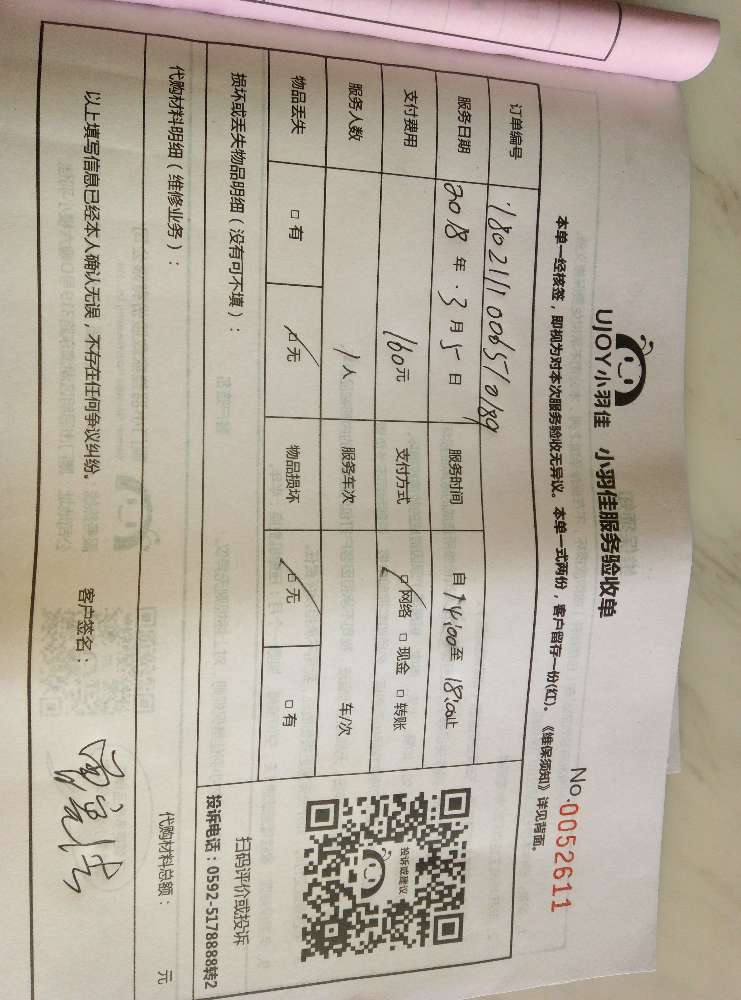 UJOY小羽佳 小羽佳服务验收单
No.0052611
本单一经核签，即视为对本次服务验收无异议。本单一式两份，客户留存一份(红)。《维保须知》详见背面。
订单编号 1802111006510189
服务日期 2018年.3月5日 服务时间 自14:00至18:00止
支付费用 160元 支付方式 ☑网络 □现金 □转账
服务人数 1人 服务车次 车/次
物品丢失 □有 ☑无 物品损坏 ☑无 □有
投诉或建议
扫码评价或投诉
投诉电话：0592-5178888转2
损坏或丢失物品明细（没有可不填）：
代购材料明细（维修业务）： 代购材料总额： 元
以上填写信息已经本人确认无误，不存在任何争议纠纷。 客户签名：